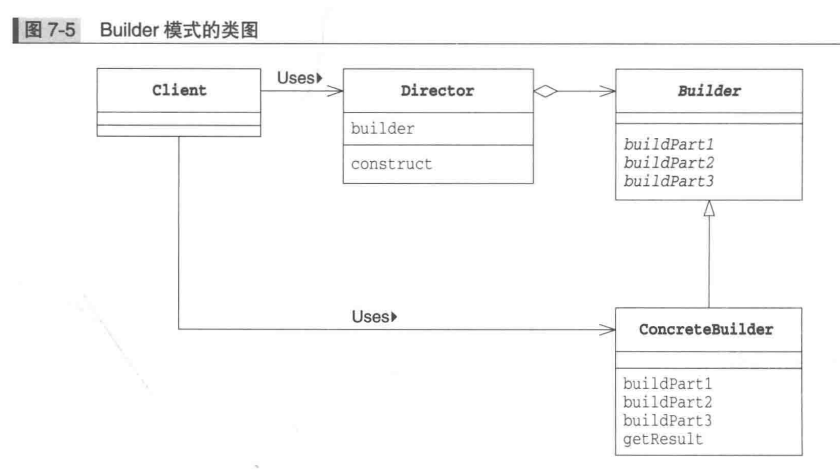 图 7-5 Builder 模式的类图
Client
Uses
Director
builder
construct
Builder
buildPart1
buildPart2
buildPart3
Uses
ConcreteBuilder
buildPart1
buildPart2
buildPart3
getResult